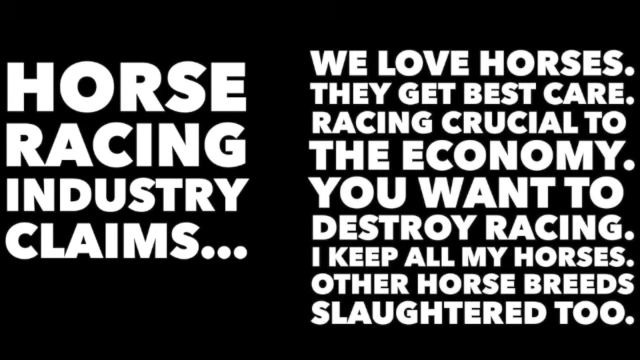 HORSE
RACING
INDUSTRY
CLAIMS...
WE LOVE HORSES.
THEY GET BEST CARE.
RACING CRUCIAL TO
THE ECONOMY.
YOU WANT TO
DESTROY RACING.
I KEEP ALL MY HORSES.
OTHER HORSE BREEDS
SLAUGHTERED TOO.